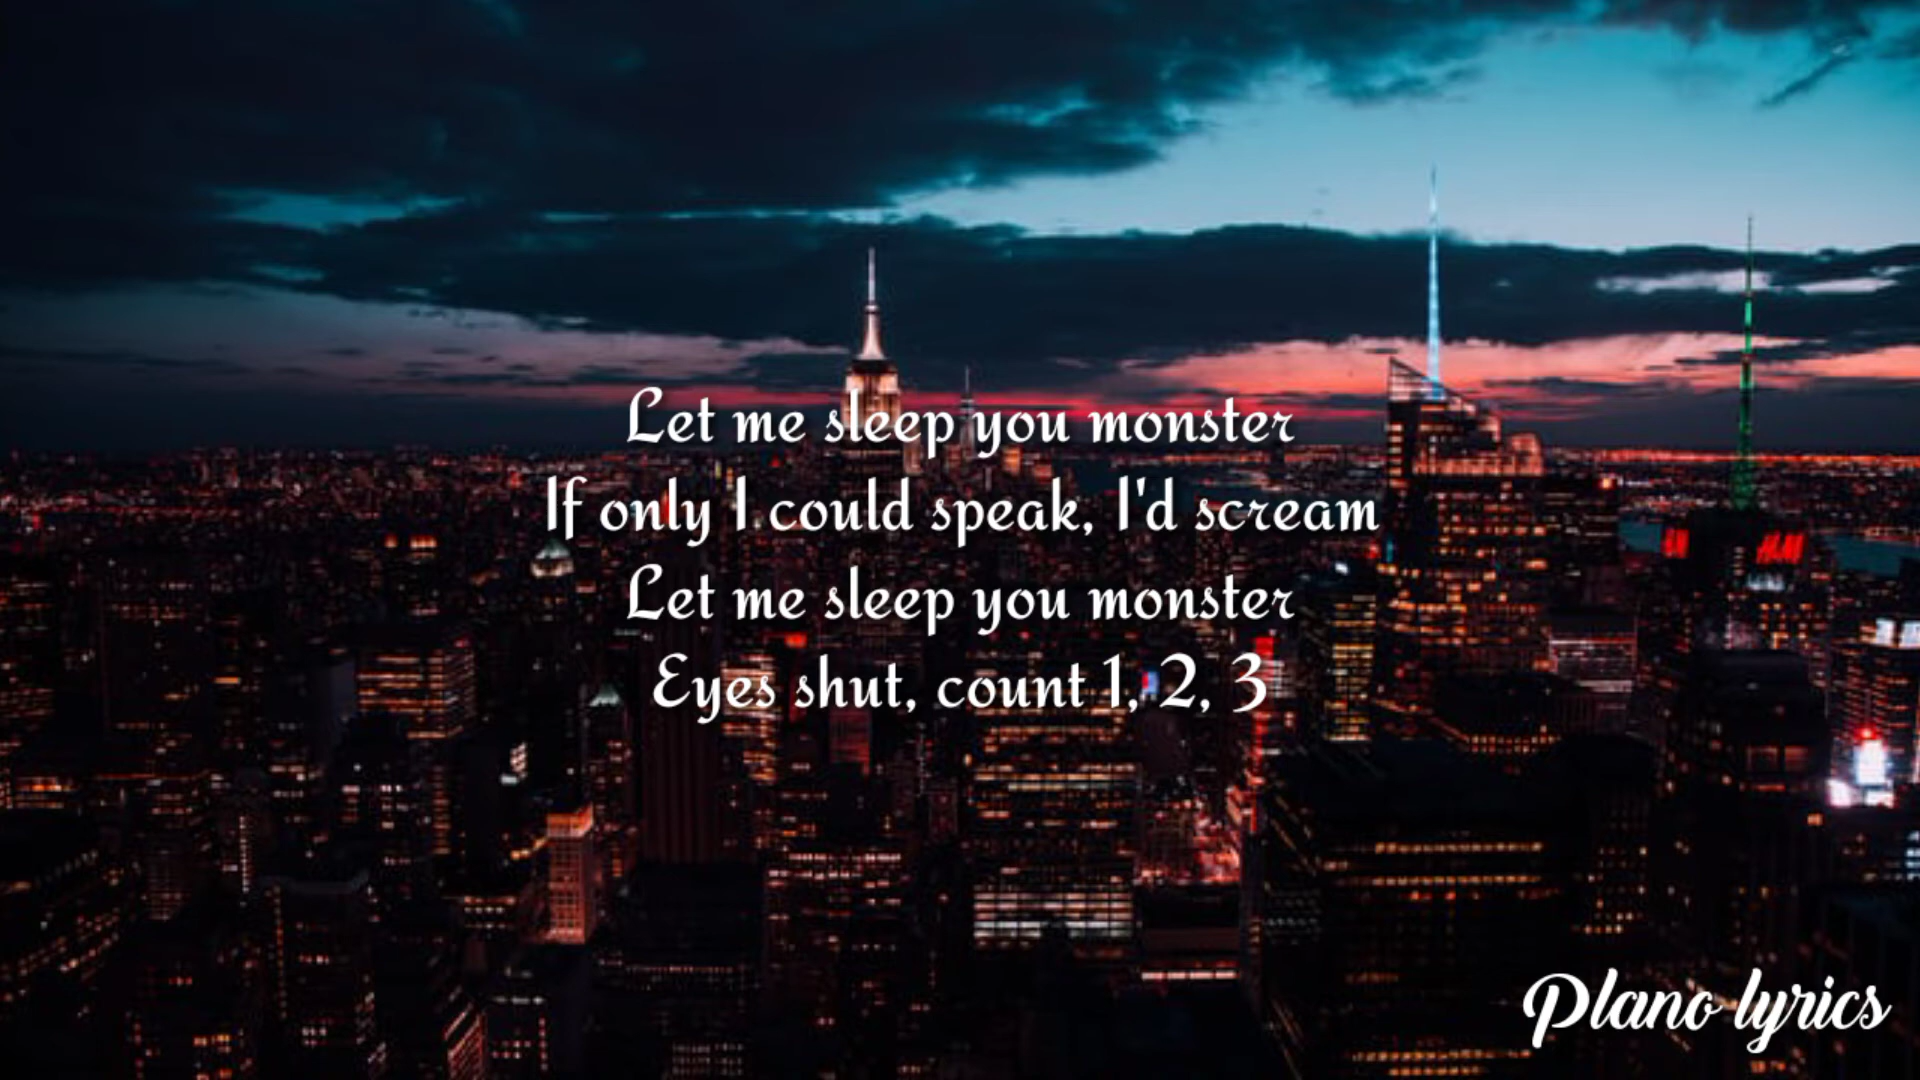 Let me sleep you monster
If only I could speak, I'd scream
Let me sleep you monster
Eyes shut, count 1, 2, 3
H&M
Plano lyrics